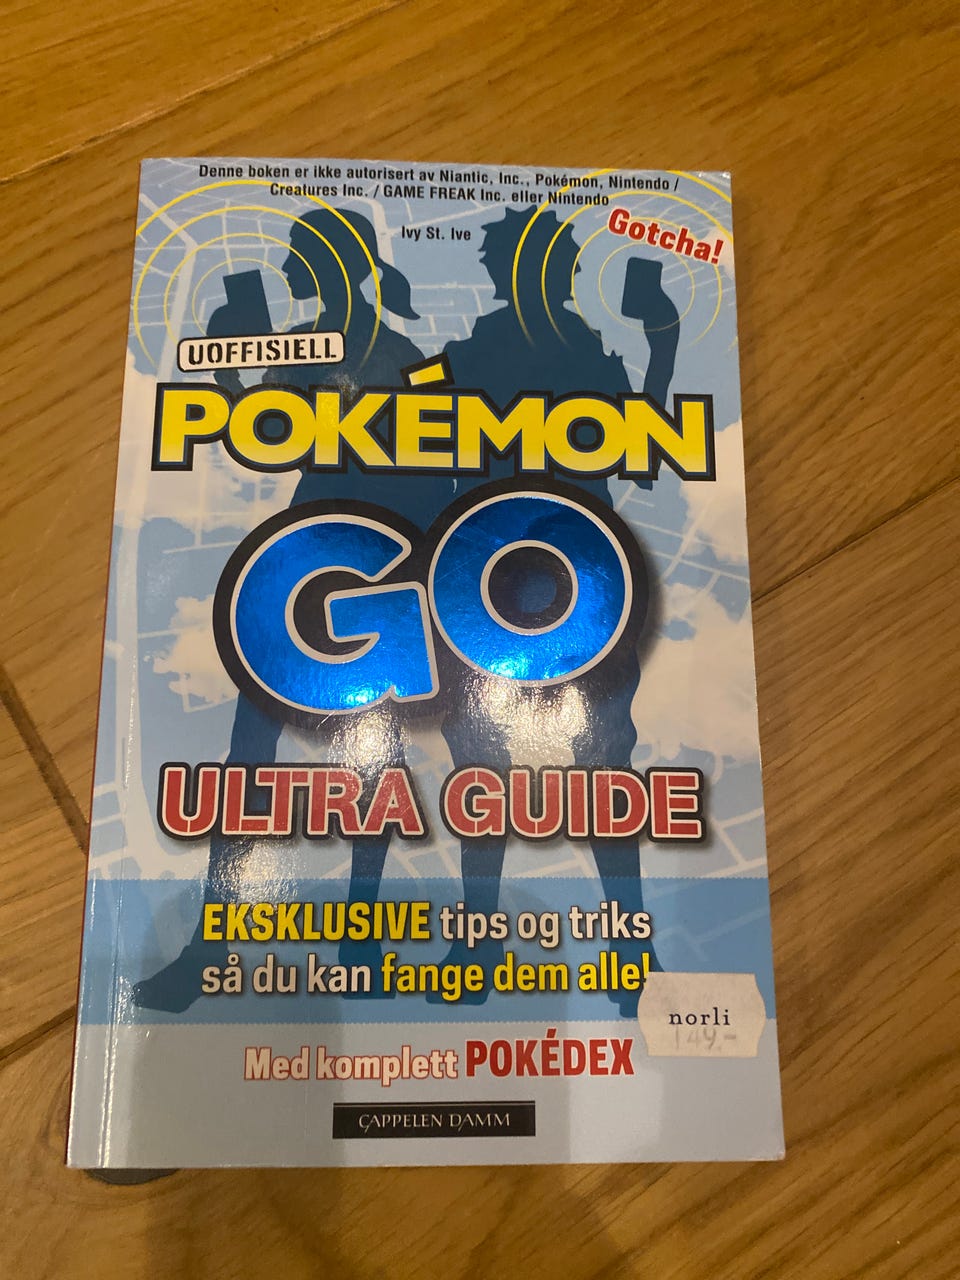 Denne boken er ikke autorisert av Niantic, Inc., Pokémon, Nintendo /
Creatures Inc. / GAME FREAK Inc. eller Nintendo
Ivy St. Ive
Gotcha!
UOFFISIELL
POKÉMON
GO
ULTRA GUIDE
EKSKLUSIVE tips og triks
så du kan fange dem alle!
norli
149.-
Med komplett POKÉDEX
CAPPELEN DAMM